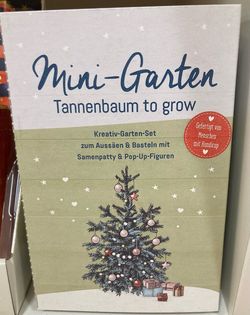 Mini-Garten
Tannenbaum to grow
Kreativ-Garten-Set
zum Aussäen & Basteln mit
Samenpatty & Pop-Up-Figuren
Gefertigt von
Menschen
mit Handicap